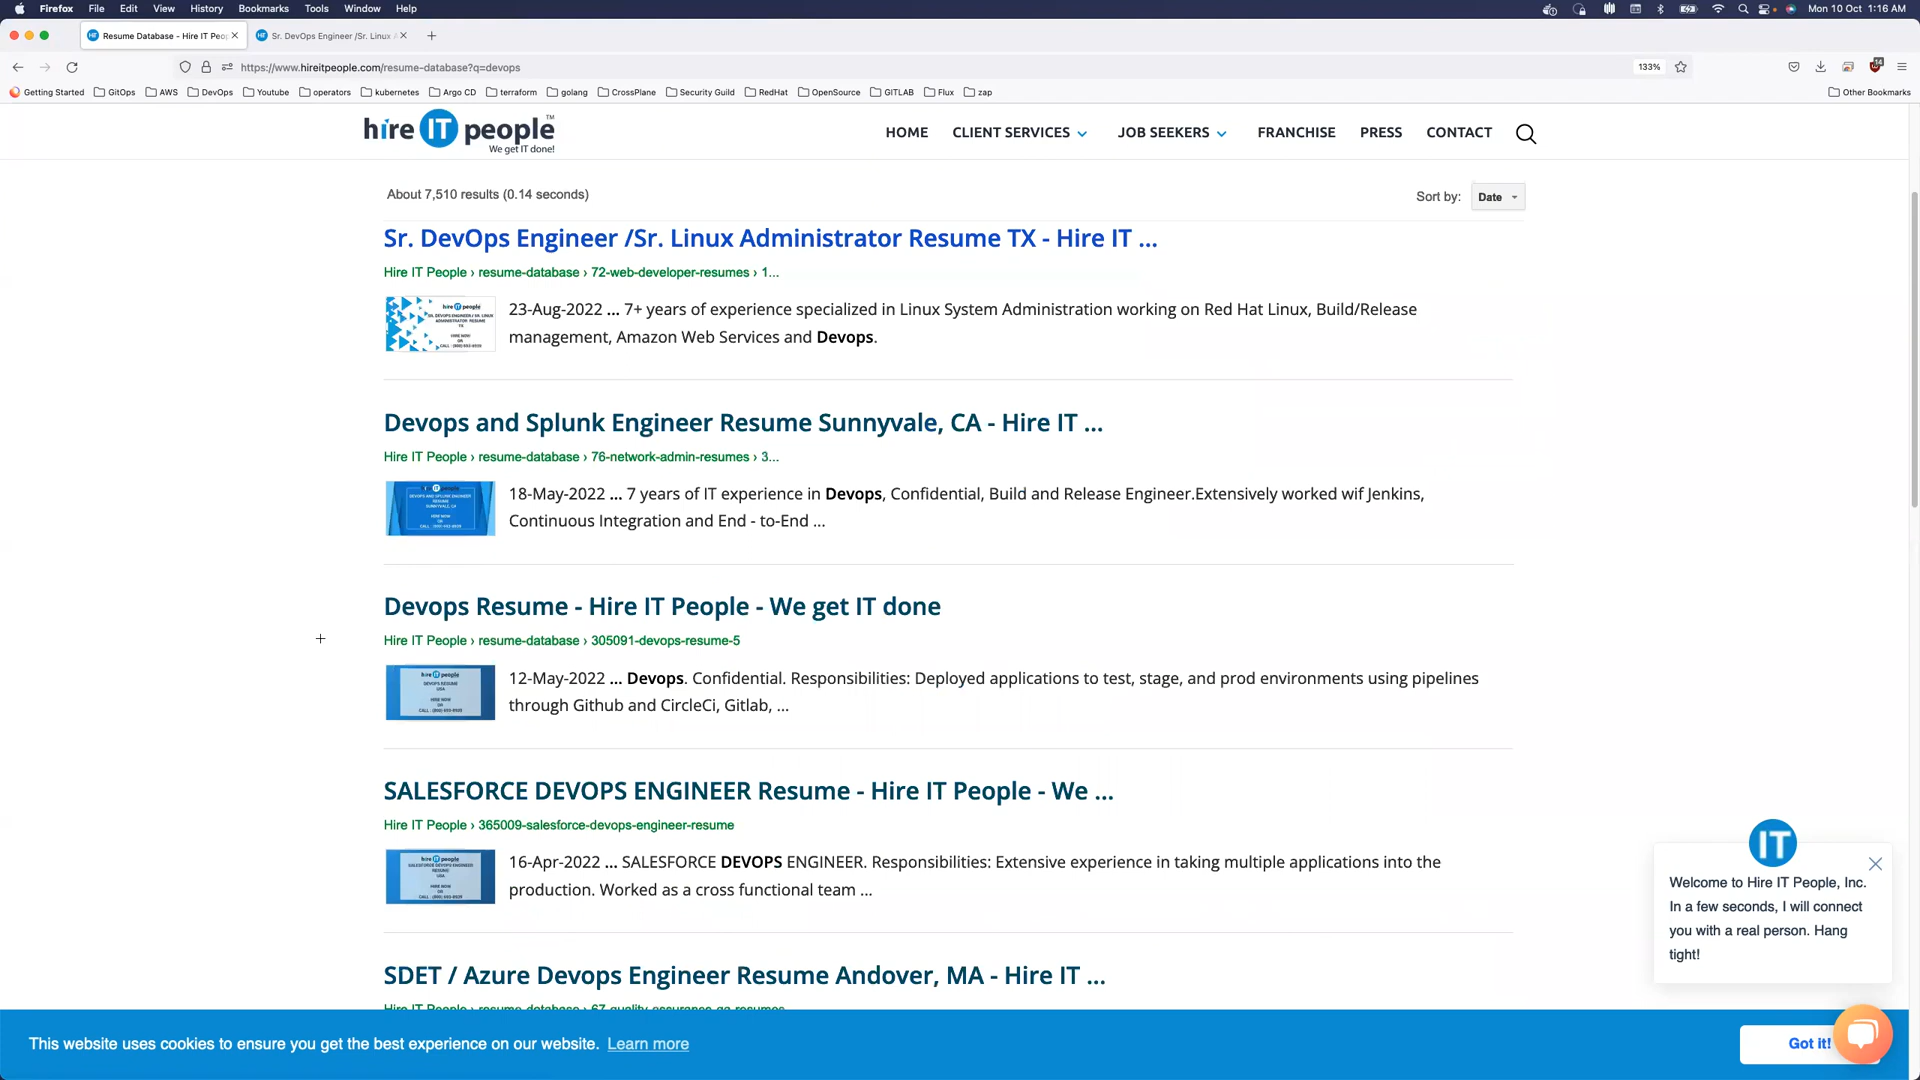 Firefox File Edit View History Bookmarks Tools Window Help
Mon 10 Oct 1:16 AM
Resume Database - Hire IT Peop
Sr. DevOps Engineer /Sr. Linux A
https://www.hireitpeople.com/resume-database?q=devops
133%
14
Getting Started GitOps AWS DevOps Youtube operators kubernetes Argo CD terraform golang CrossPlane Security Guild RedHat OpenSource GITLAB Flux zap Other Bookmarks
hire IT people™
We get IT done!
HOME CLIENT SERVICES JOB SEEKERS FRANCHISE PRESS CONTACT
About 7,510 results (0.14 seconds)
Sort by: Date
Sr. DevOps Engineer /Sr. Linux Administrator Resume TX - Hire IT ...
Hire IT People › resume-database › 72-web-developer-resumes › 1...
23-Aug-2022 ... 7+ years of experience specialized in Linux System Administration working on Red Hat Linux, Build/Release
management, Amazon Web Services and Devops.
Devops and Splunk Engineer Resume Sunnyvale, CA - Hire IT ...
Hire IT People › resume-database › 76-network-admin-resumes › 3...
18-May-2022 ... 7 years of IT experience in Devops, Confidential, Build and Release Engineer.Extensively worked wif Jenkins,
Continuous Integration and End - to-End ...
Devops Resume - Hire IT People - We get IT done
Hire IT People › resume-database › 305091-devops-resume-5
12-May-2022 ... Devops. Confidential. Responsibilities: Deployed applications to test, stage, and prod environments using pipelines
through Github and CircleCi, Gitlab, ...
SALESFORCE DEVOPS ENGINEER Resume - Hire IT People - We ...
Hire IT People › 365009-salesforce-devops-engineer-resume
16-Apr-2022 ... SALESFORCE DEVOPS ENGINEER. Responsibilities: Extensive experience in taking multiple applications into the
production. Worked as a cross functional team ...
SDET / Azure Devops Engineer Resume Andover, MA - Hire IT ...
Hire IT People › resume-database › 67-quality-assurance-qa-resumes
IT
Welcome to Hire IT People, Inc.
In a few seconds, I will connect
you with a real person. Hang
tight!
This website uses cookies to ensure you get the best experience on our website. Learn more
Got it!